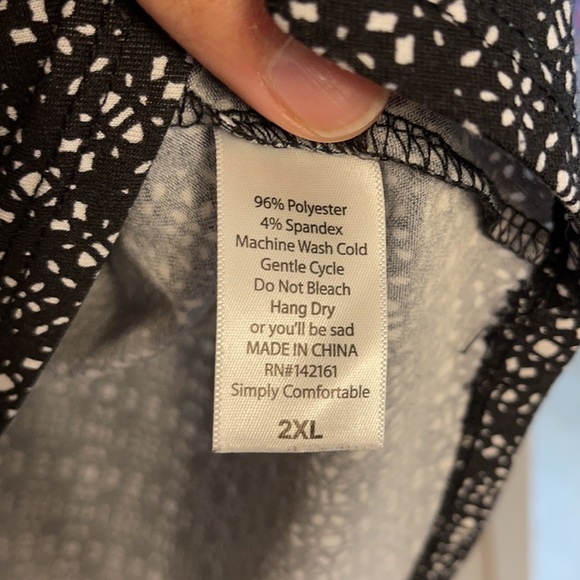 96% Polyester
4% Spandex
Machine Wash Cold
Gentle Cycle
Do Not Bleach
Hang Dry
or you'll be sad
MADE IN CHINA
RN#142161
Simply Comfortable
2XL